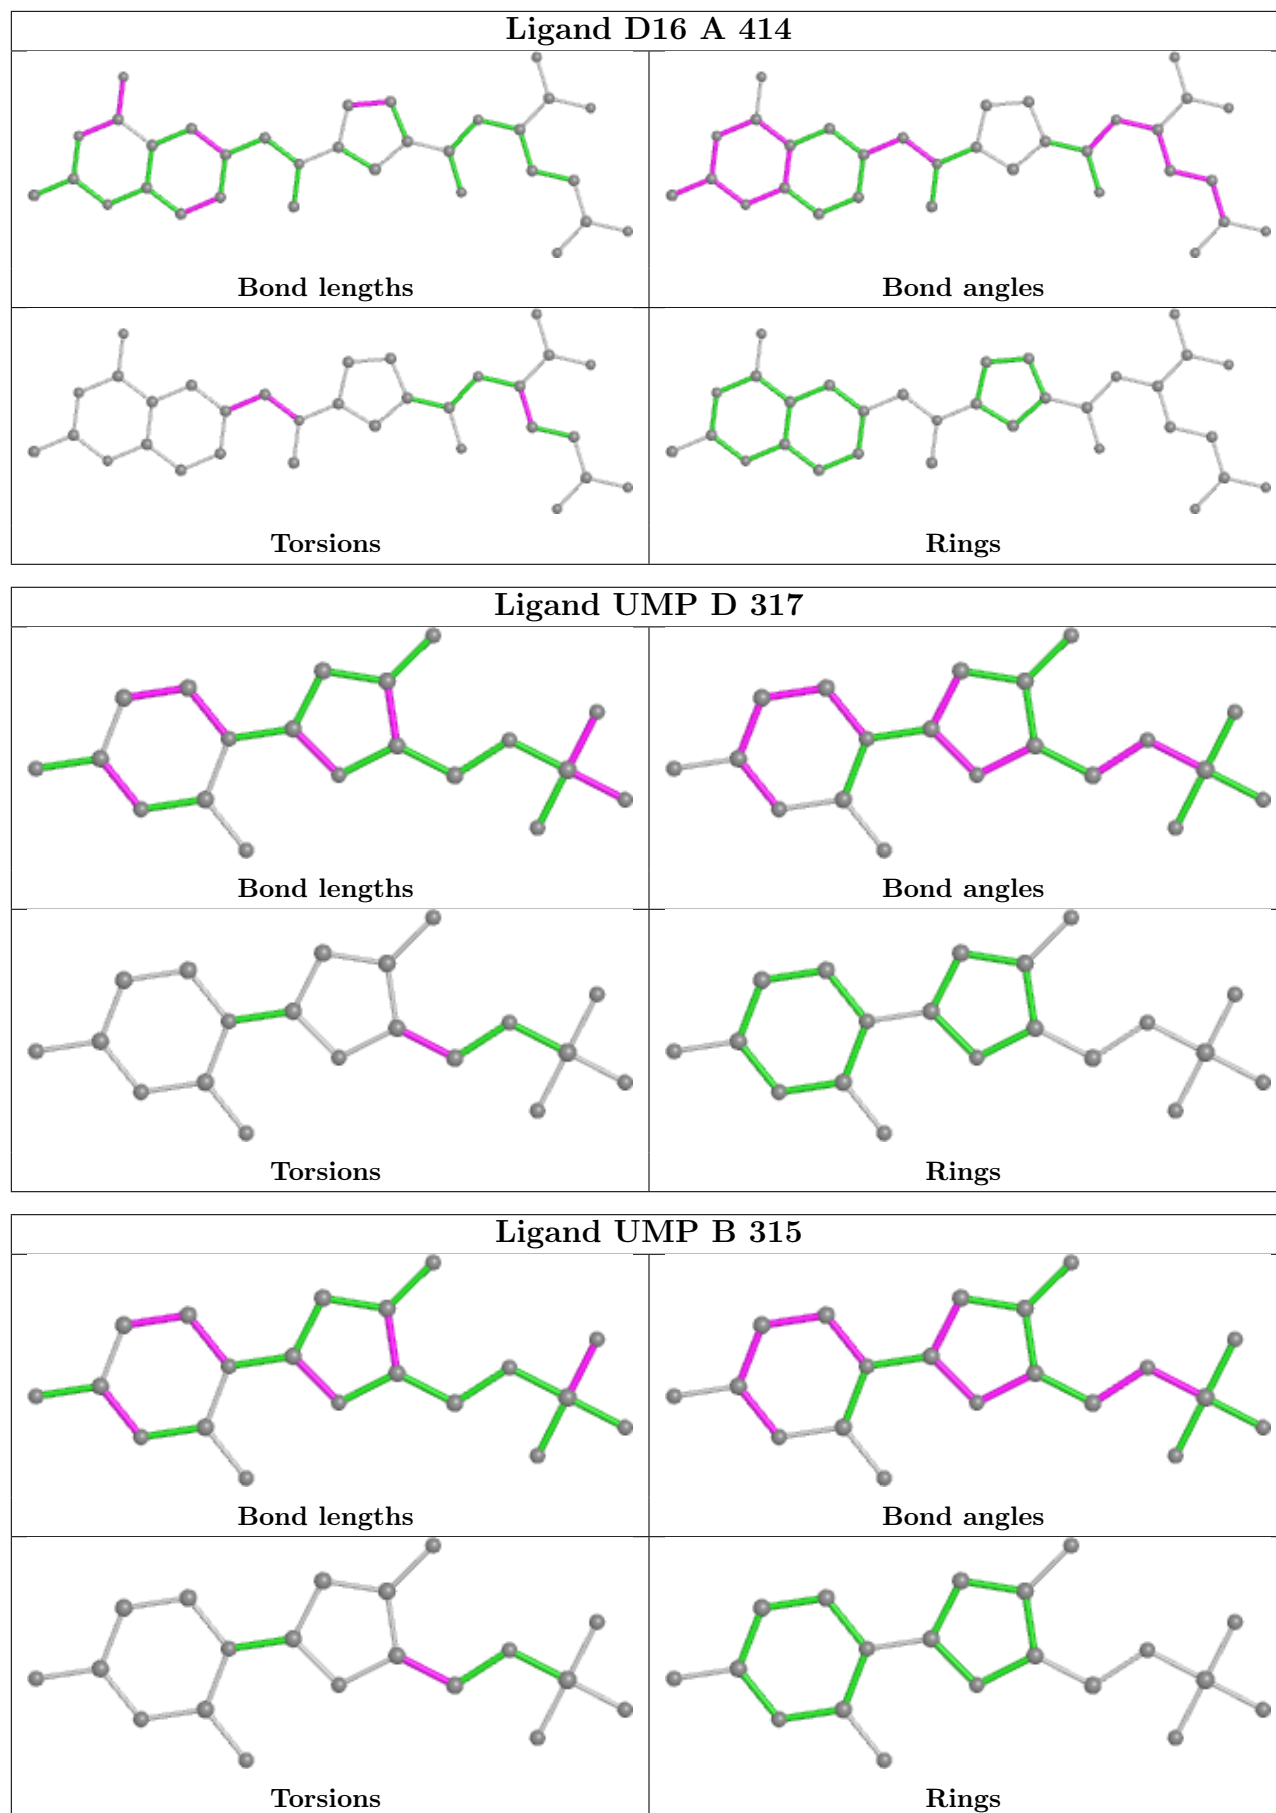 Ligand D16 A 414
Bond lengths
Bond angles
Torsions
Rings
Ligand UMP D 317
Bond lengths
Bond angles
Torsions
Rings
Ligand UMP B 315
Bond lengths
Bond angles
Torsions
Rings